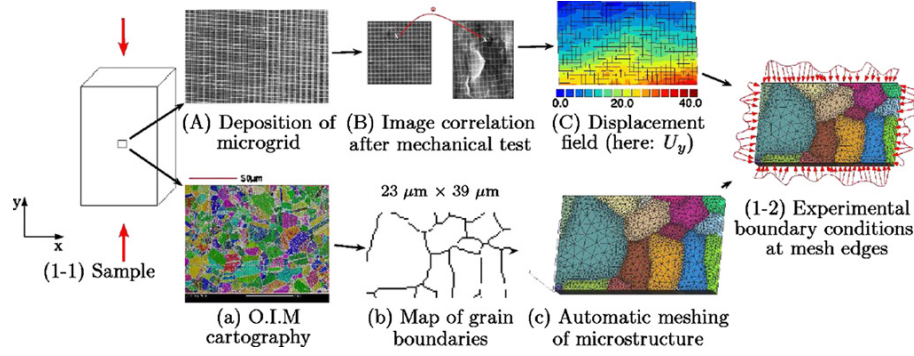 (A) Deposition of
microgrid
(B) Image correlation
after mechanical test
0.0 20.0 40.0
(C) Displacement
field (here: Uy)
y
x
(1-1) Sample
50µm
(a) O.I.M
cartography
23 µm × 39 µm
(b) Map of grain
boundaries
(c) Automatic meshing
of microstructure
(1-2) Experimental
boundary conditions
at mesh edges